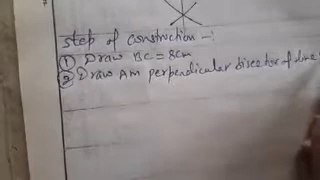 step of construction -:
① Draw BC = 8cm
② Draw Am perpendicular bisector of line